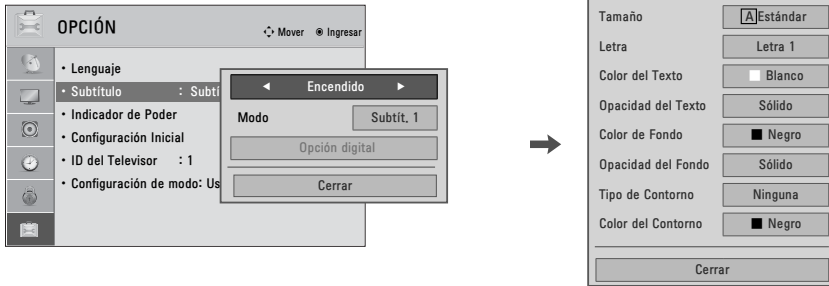 OPCIÓN
Mover
Ingresar
• Lenguaje
• Subtítulo : Subtí
• Indicador de Poder
• Configuración Inicial
• ID del Televisor : 1
• Configuración de modo: Us
◄ Encendido ►
Modo Subtít. 1
Opción digital
Cerrar
Tamaño A Estándar
Letra Letra 1
Color del Texto Blanco
Opacidad del Texto Sólido
Color de Fondo Negro
Opacidad del Fondo Sólido
Tipo de Contorno Ninguna
Color del Contorno Negro
Cerrar